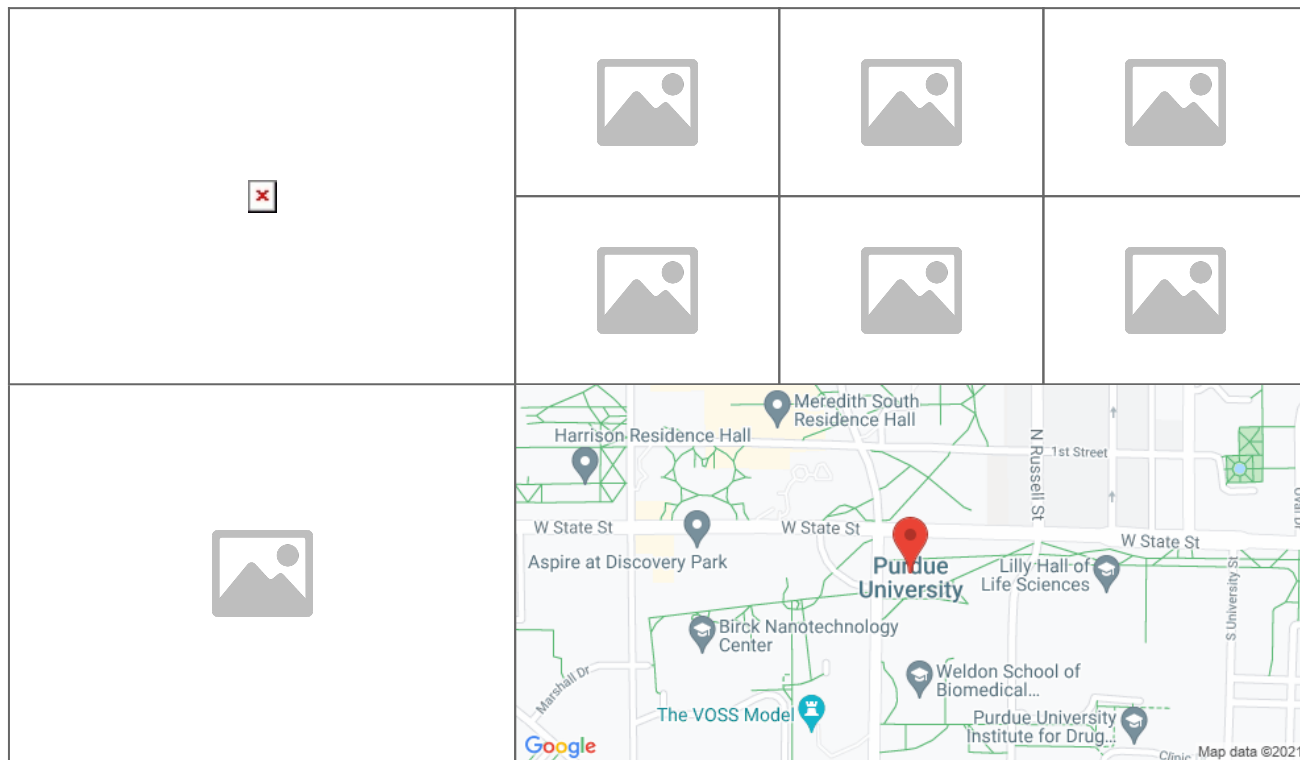 Meredith South
Residence Hall
Harrison Residence Hall
N Russell St
1st Street
W State St
W State St
W State St
Aspire at Discovery Park
Purdue
University
Lilly Hall of
Life Sciences
S University St
Birck Nanotechnology
Center
Marshall Dr
Weldon School of
Biomedical...
The VOSS Model
Purdue University
Institute for Drug...
Google
Clinic
Map data ©2021